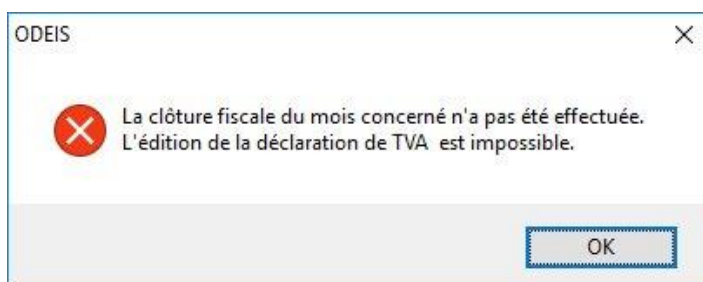 ODEIS
La clôture fiscale du mois concerné n'a pas été effectuée.
L'édition de la déclaration de TVA  est impossible.
OK